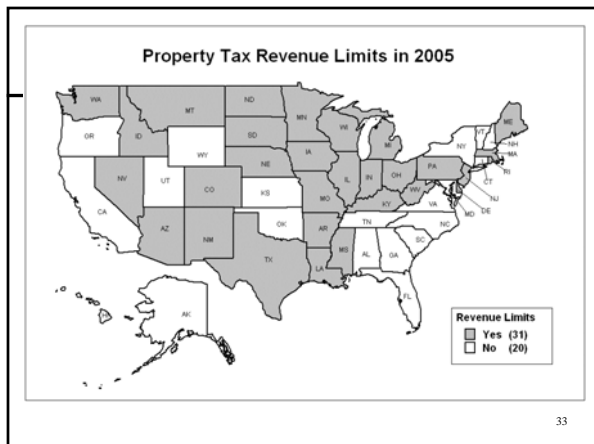 Property Tax Revenue Limits in 2005
WA
MT
ND
MN
ME
VT
NH
OR
ID
SD
WI
MI
NY
MA
WY
RI
IA
NE
PA
CT
NV
UT
CO
IL
IN
OH
NJ
KS
MO
WV
VA
DE
CA
KY
MD
OK
TN
NC
AZ
NM
AR
SC
MS
AL
GA
TX
LA
FL
AK
HI
Revenue Limits
Yes (31)
No (20)
33